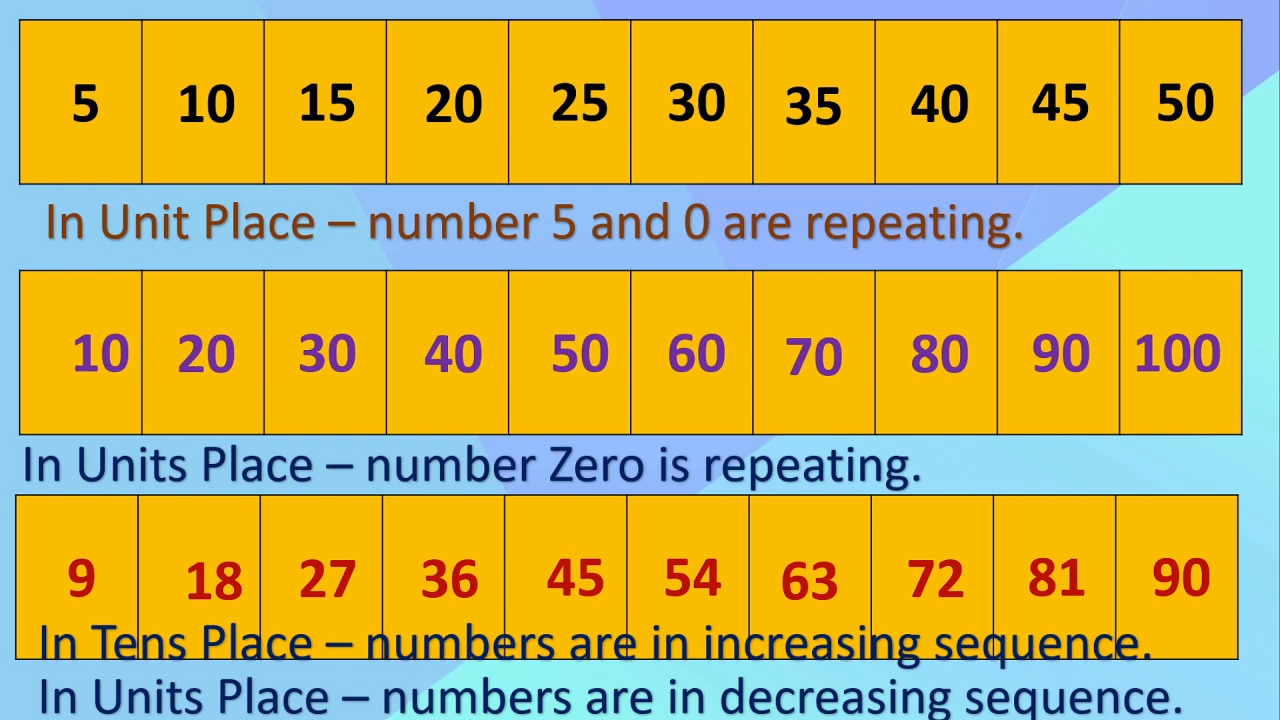 5 10 15 20 25 30 35 40 45 50
In Unit Place – number 5 and 0 are repeating.
10 20 30 40 50 60 70 80 90 100
In Units Place – number Zero is repeating.
9 18 27 36 45 54 63 72 81 90
In Tens Place – numbers are in increasing sequence.
In Units Place – numbers are in decreasing sequence.